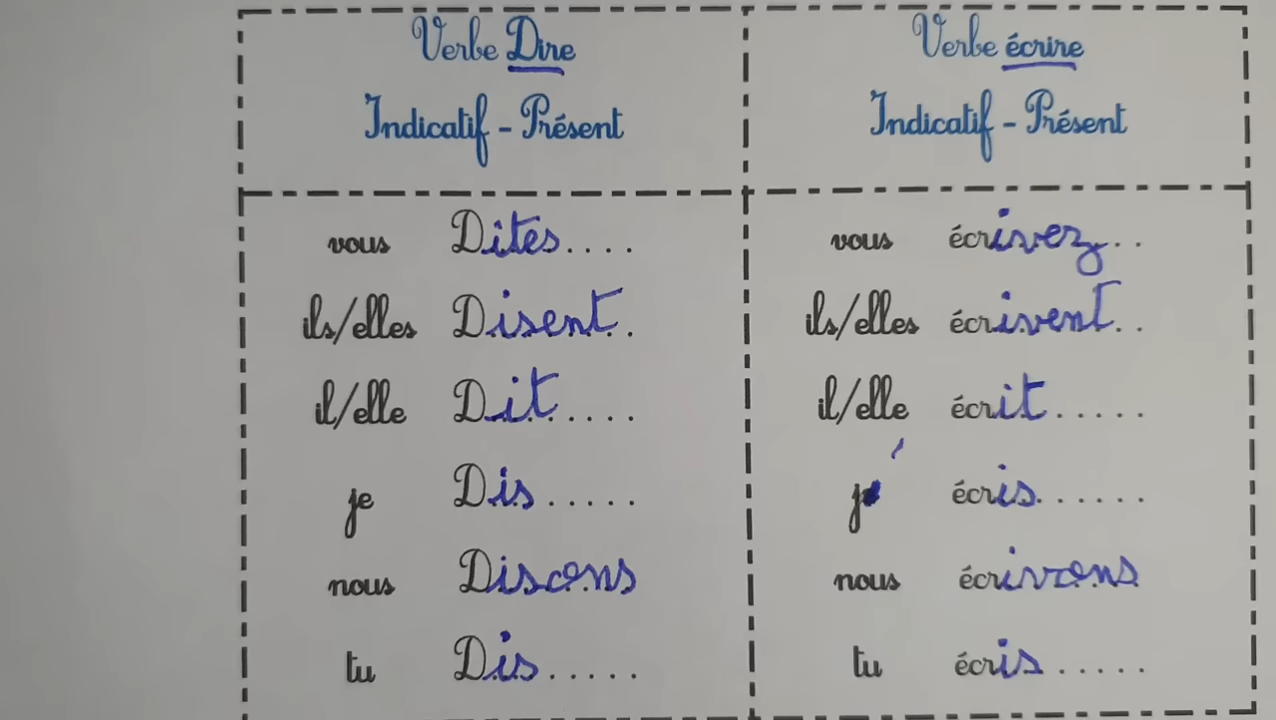 Verbe Dire
Indicatif - Présent
vous Dites....
ils/elles Disent.
il/elle Dit....
je Dis.....
nous Disons
tu Dis.....
Verbe écrire
Indicatif - Présent
vous écrivez..
ils/elles écrivent..
il/elle écrit.....
j' écris......
nous écrivons
tu écris.....